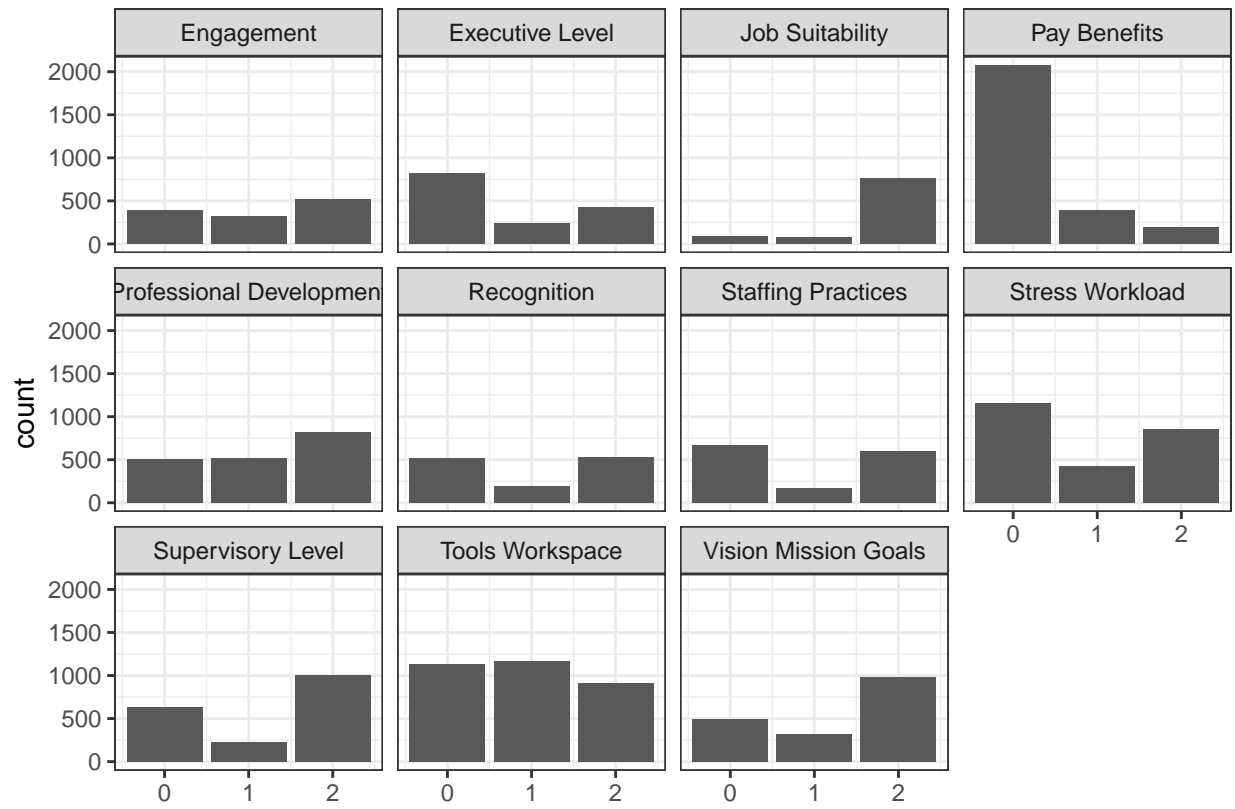 Engagement
Executive Level
Job Suitability
Pay Benefits
2000
1500
1000
500
0
Professional Development
Recognition
Staffing Practices
Stress Workload
2000
1500
1000
500
0
0 1 2
Supervisory Level
Tools Workspace
Vision Mission Goals
2000
1500
1000
500
0
0 1 2
0 1 2
0 1 2
count